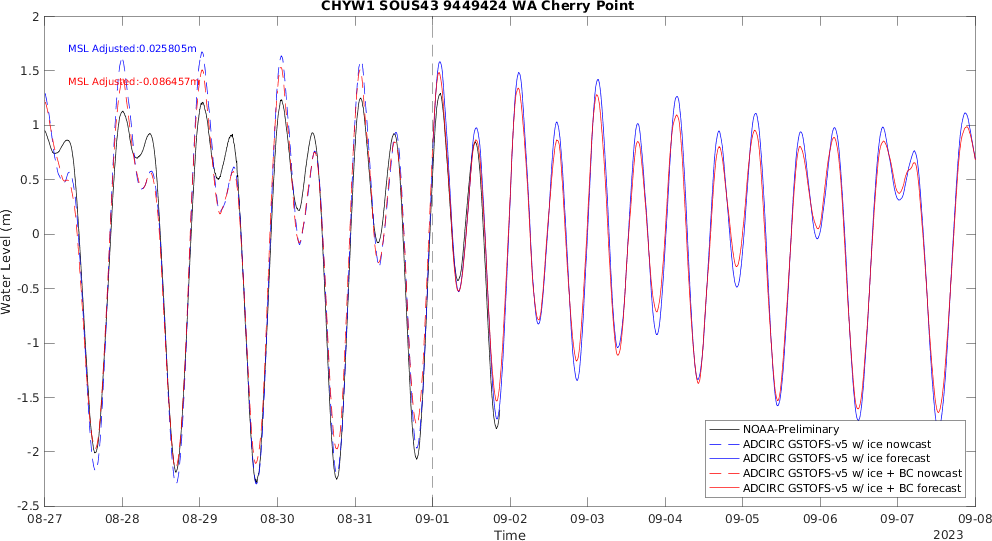 CHYW1 SOUS43 9449424 WA Cherry Point
MSL Adjusted:0.025805m
MSL Adjusted:-0.086457m
2
1.5
1
0.5
0
-0.5
-1
-1.5
-2
-2.5
Water Level (m)
NOAA-Preliminary
ADCIRC GSTOFS-v5 w/ ice nowcast
ADCIRC GSTOFS-v5 w/ ice forecast
ADCIRC GSTOFS-v5 w/ ice + BC nowcast
ADCIRC GSTOFS-v5 w/ ice + BC forecast
08-27 08-28 08-29 08-30 08-31 09-01 09-02 09-03 09-04 09-05 09-06 09-07 09-08
Time
2023